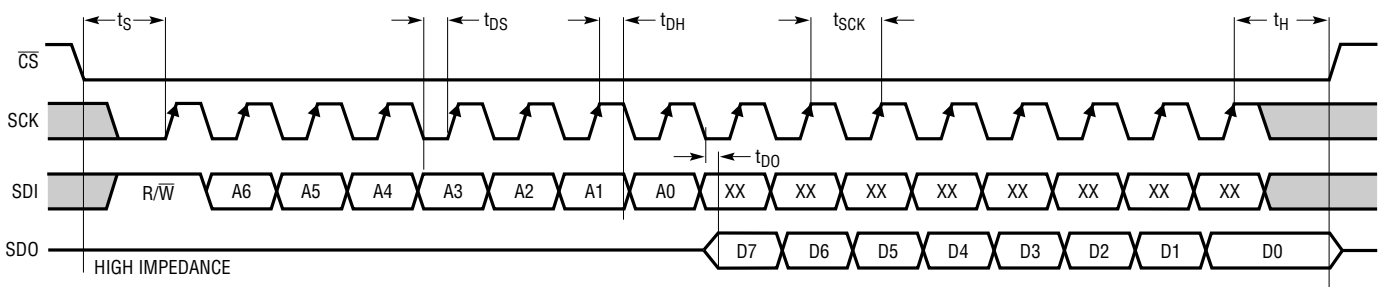 tS tDS tDH tSCK tH
CS
SCK
tDO
SDI R/W A6 A5 A4 A3 A2 A1 A0 XX XX XX XX XX XX XX XX
SDO D7 D6 D5 D4 D3 D2 D1 D0
HIGH IMPEDANCE